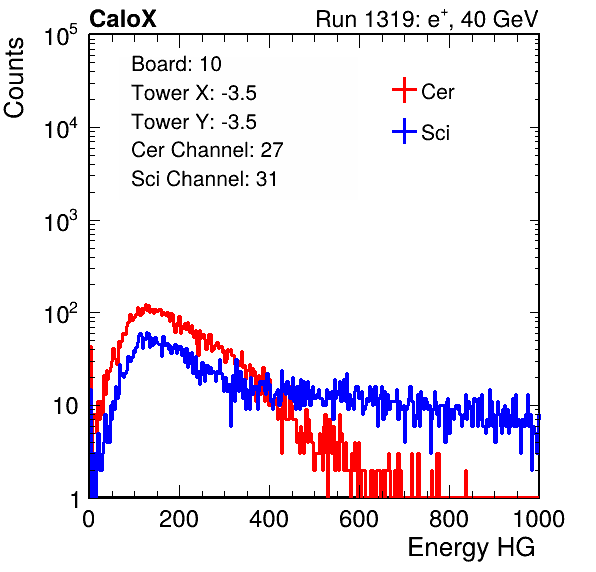 CaloX Run 1319: e⁺, 40 GeV
Counts
10⁵
10⁴
10³
10²
10
1
Board: 10
Tower X: -3.5
Tower Y: -3.5
Cer Channel: 27
Sci Channel: 31
Cer
Sci
0 200 400 600 800 1000
Energy HG